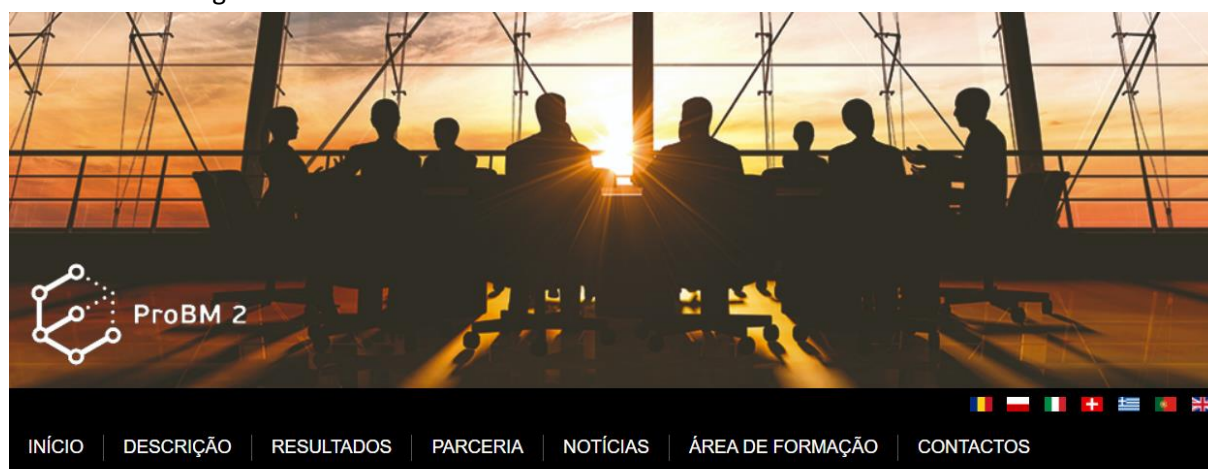 ProBM 2
INÍCIO DESCRIÇÃO RESULTADOS PARCERIA NOTÍCIAS ÁREA DE FORMAÇÃO CONTACTOS